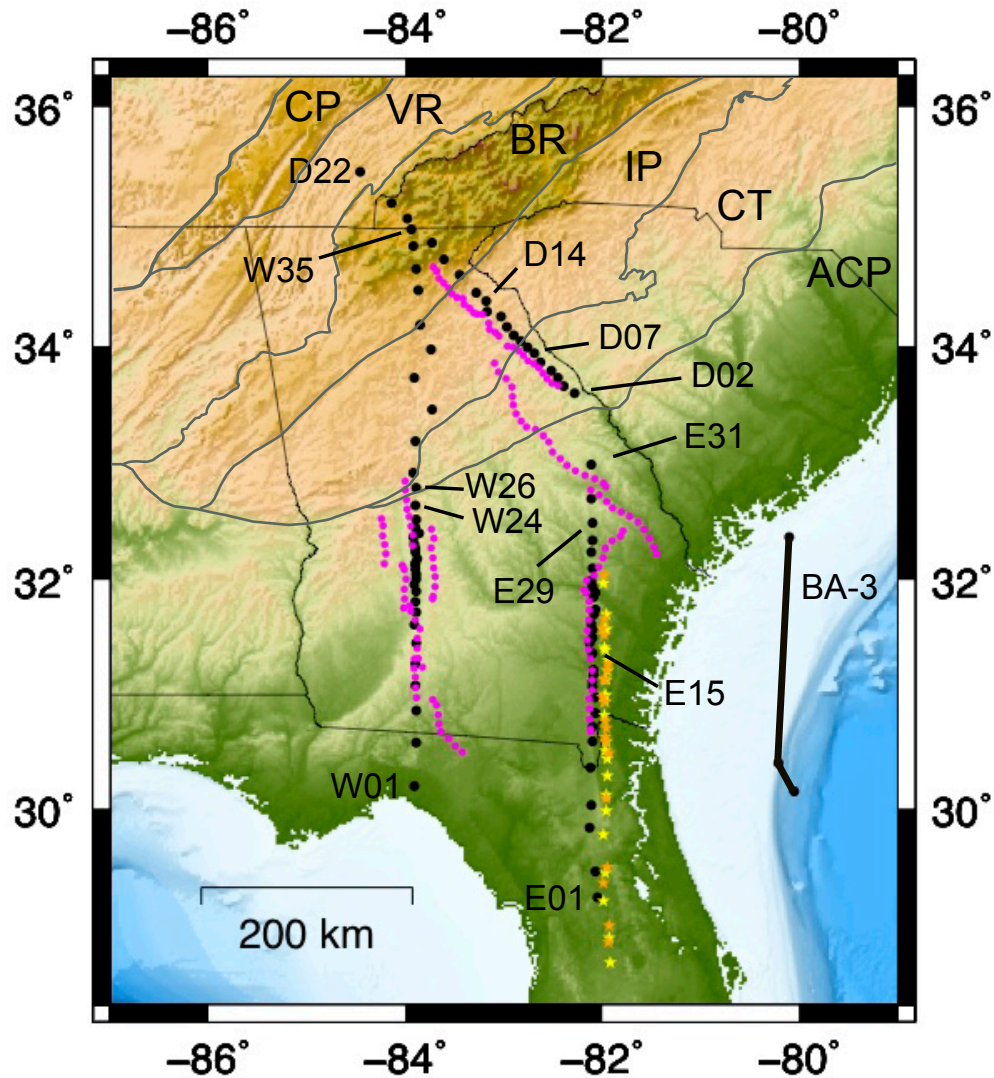 −86° −84° −82° −80°
36° CP VR 36°
BR
D22 IP
CT
W35 D14 ACP
34° D07 34°
D02
E31
W26
W24
32° E29 BA-3 32°
E15
30° W01 30°
E01
200 km
−86° −84° −82° −80°